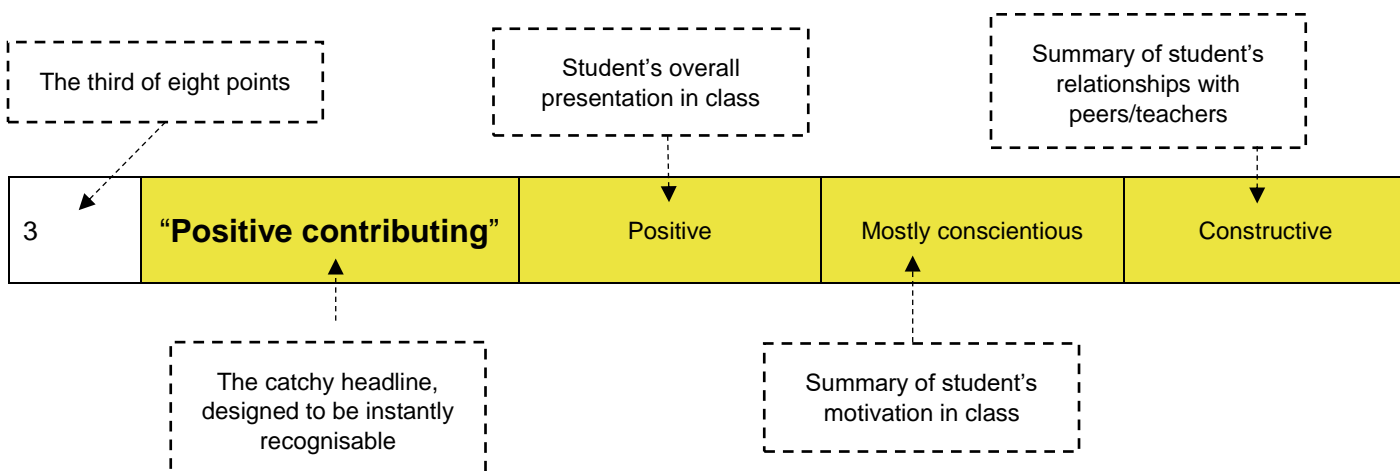 The third of eight points
Student’s overall
presentation in class
Summary of student’s
relationships with
peers/teachers
3
“Positive contributing”
Positive
Mostly conscientious
Constructive
The catchy headline,
designed to be instantly
recognisable
Summary of student’s
motivation in class